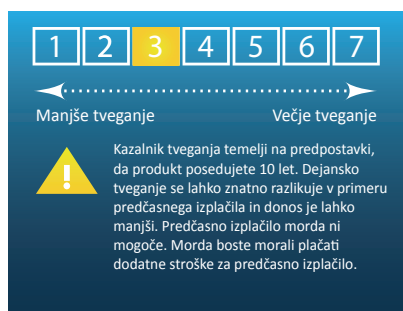 1 2 3 4 5 6 7
Manjše tveganje Večje tveganje
!
Kazalnik tveganja temelji na predpostavki,
da produkt posedujete 10 let. Dejansko
tveganje se lahko znatno razlikuje v primeru
predčasnega izplačila in donos je lahko
manjši. Predčasno izplačilo morda ni
mogoče. Morda boste morali plačati
dodatne stroške za predčasno izplačilo.